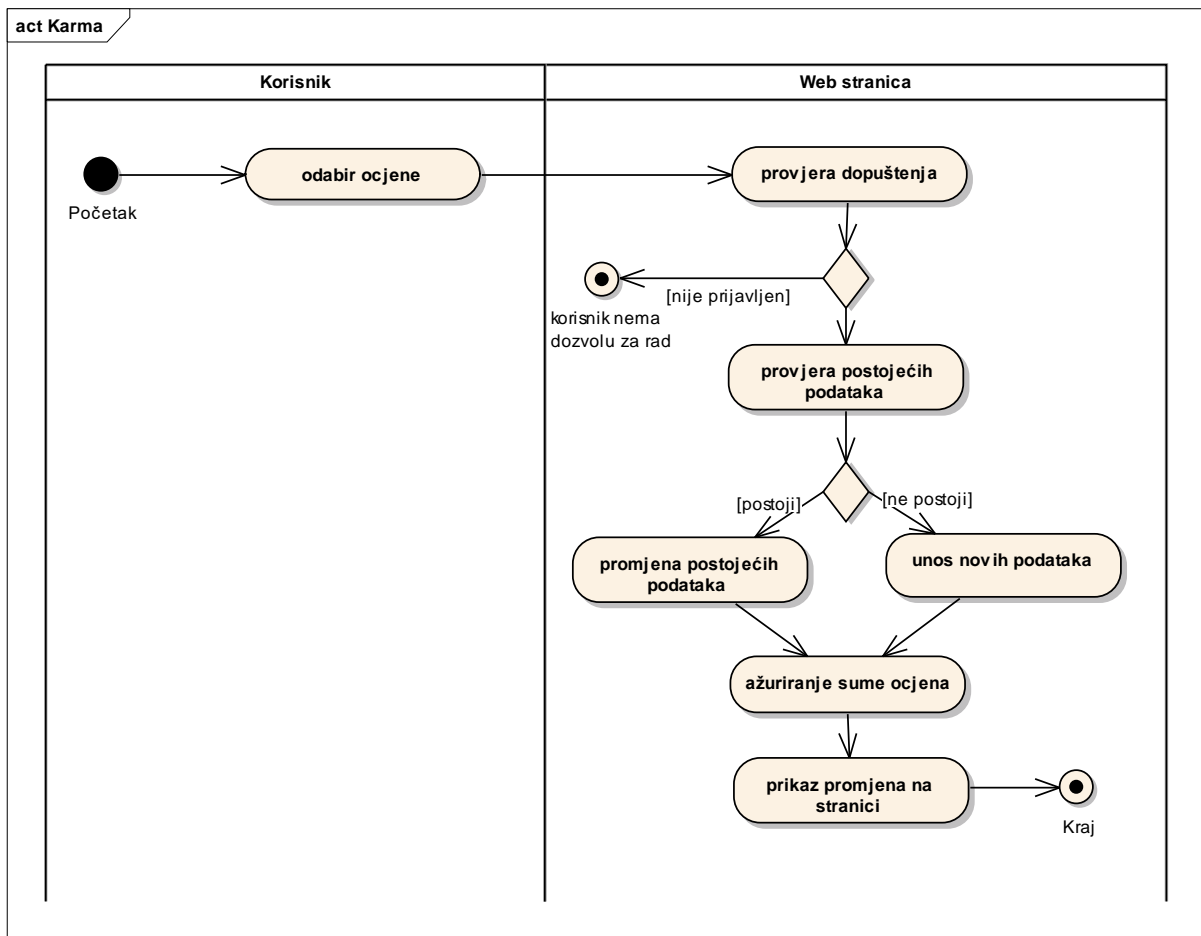 act Karma
Korisnik
Web stranica
odabir ocjene
provjera dopuštenja
Početak
[nije prijavljen]
korisnik nema
dozvolu za rad
provjera postojećih
podataka
[postoji]
[ne postoji]
promjena postojećih
podataka
unos novih podataka
ažuriranje sume ocjena
prikaz promjena na
stranici
Kraj